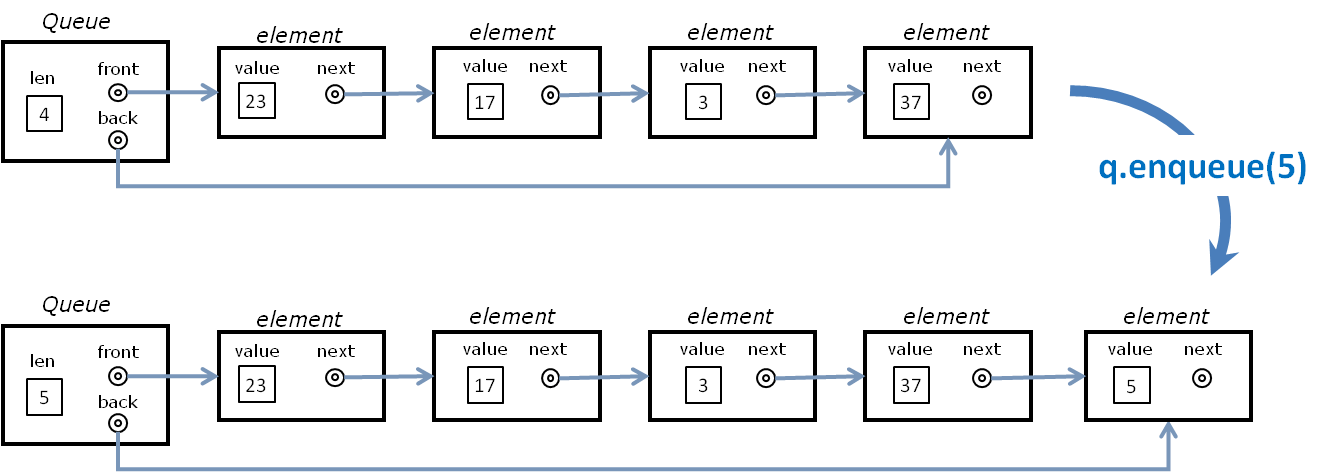 Queue
element
element
element
element
len
front
value
next
value
next
value
next
value
next
4
23
17
3
37
back
q.enqueue(5)
Queue
element
element
element
element
element
len
front
value
next
value
next
value
next
value
next
value
next
5
23
17
3
37
5
back